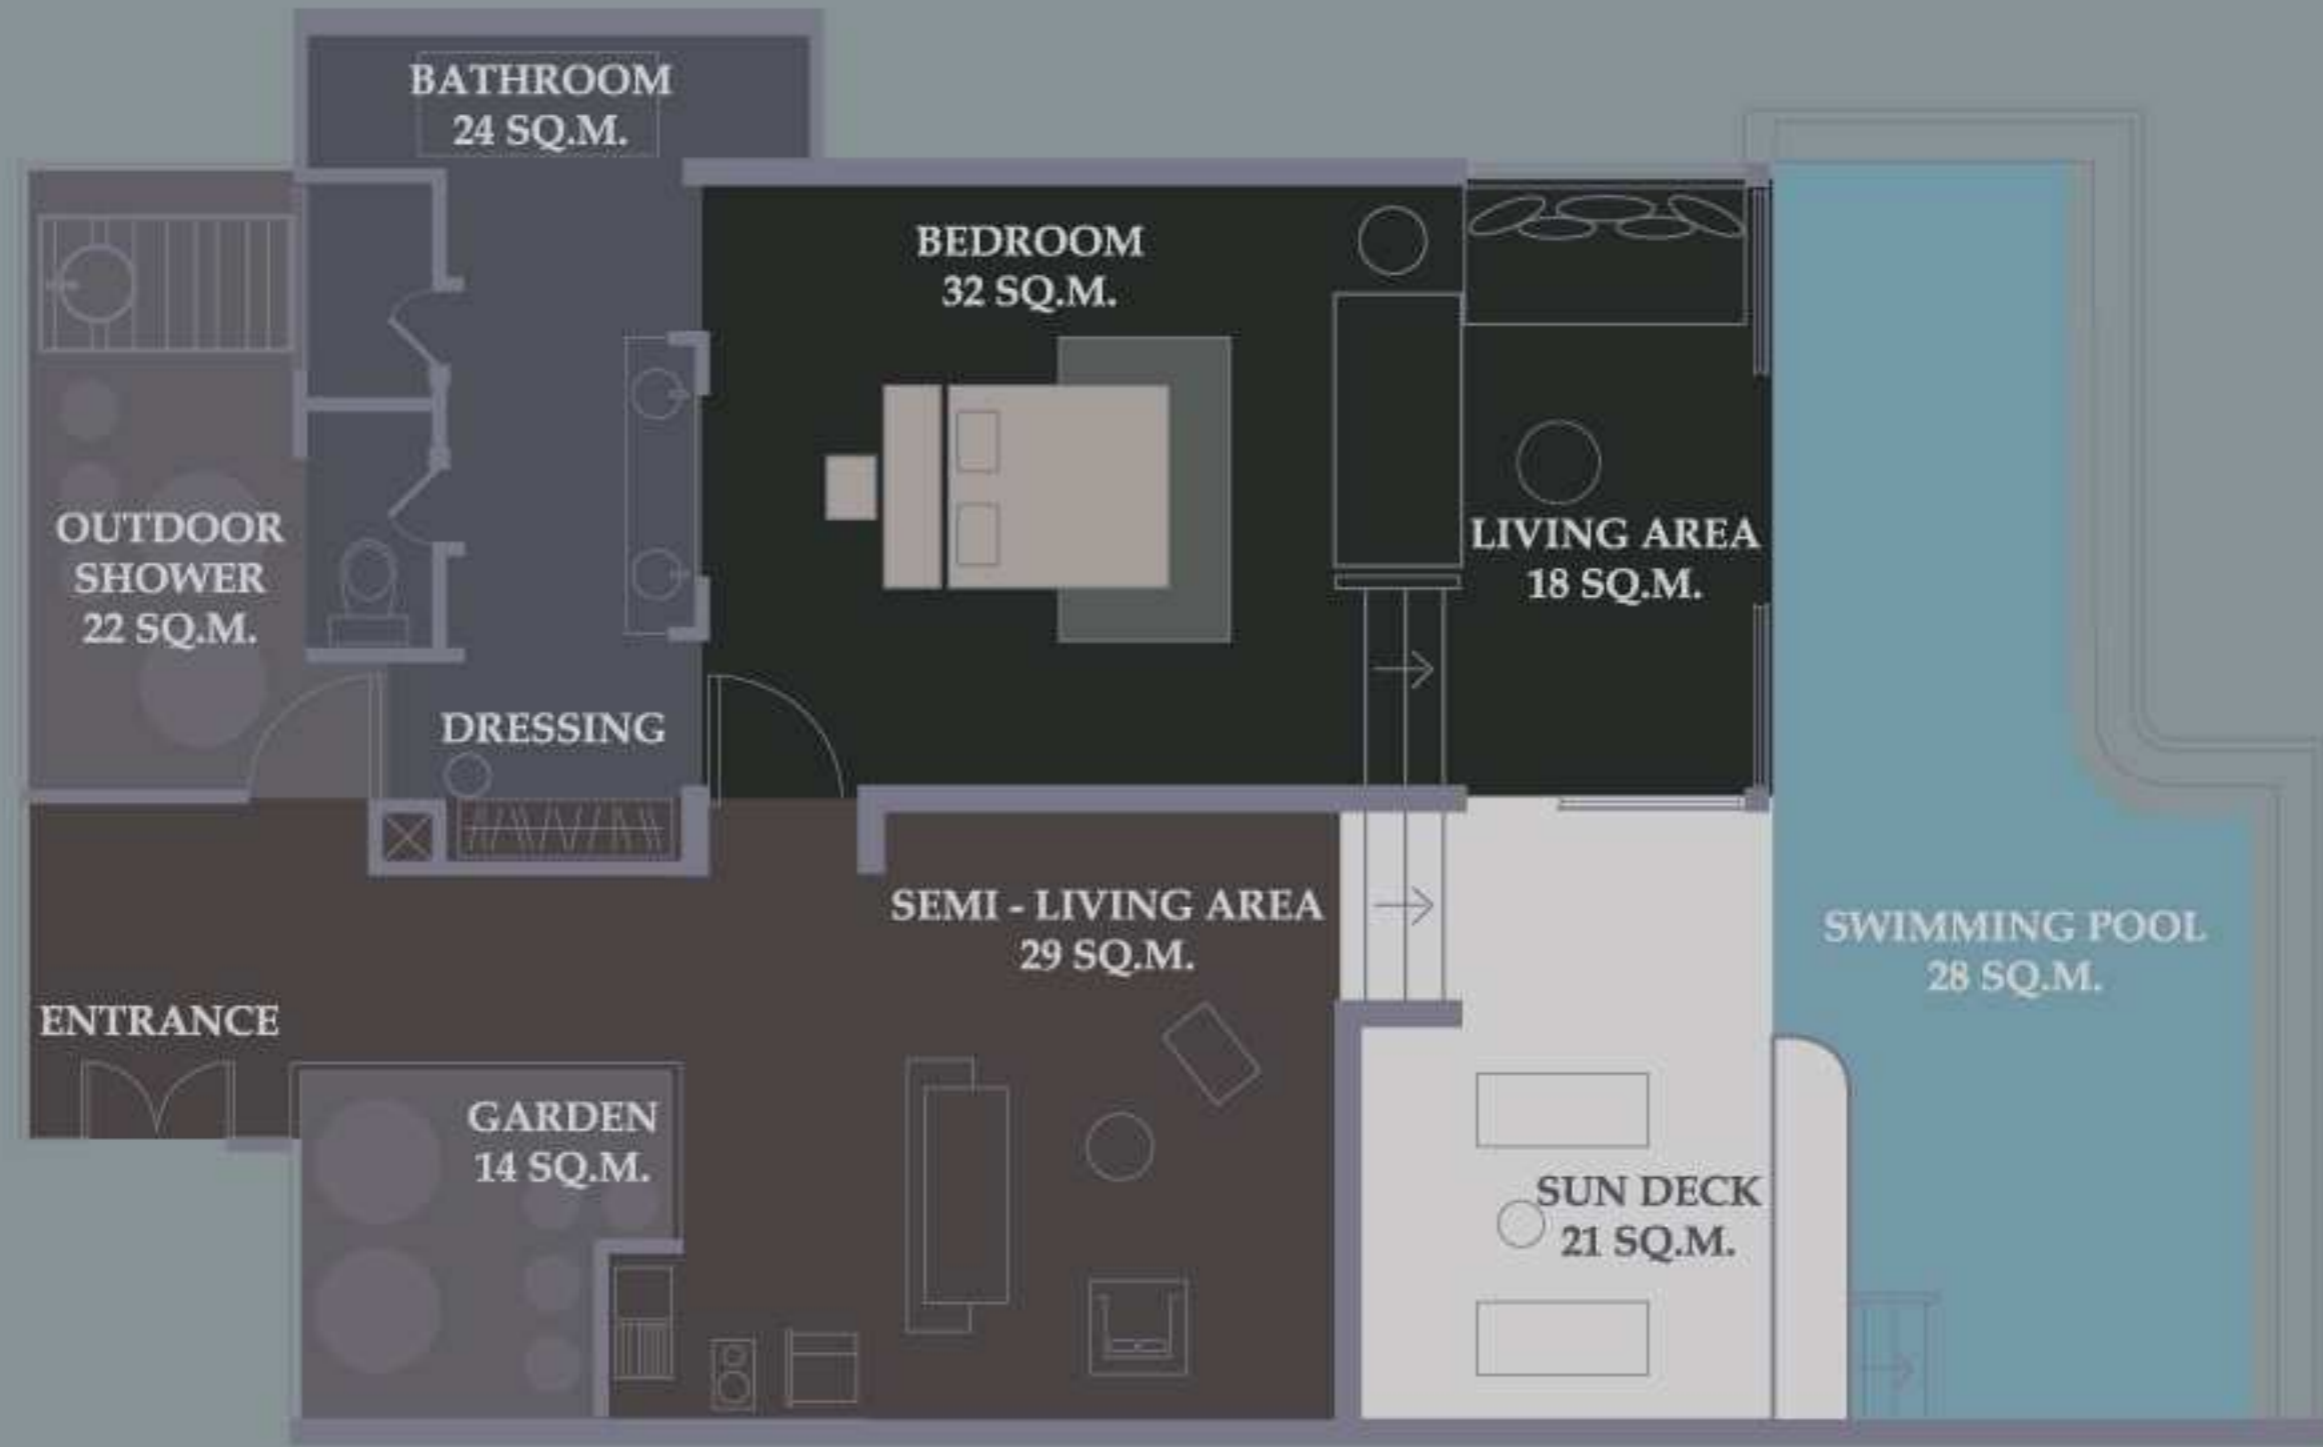 BATHROOM
24 SQ.M.
BEDROOM
32 SQ.M.
OUTDOOR
SHOWER
22 SQ.M.
LIVING AREA
18 SQ.M.
DRESSING
SEMI - LIVING AREA
29 SQ.M.
SWIMMING POOL
28 SQ.M.
ENTRANCE
GARDEN
14 SQ.M.
SUN DECK
21 SQ.M.